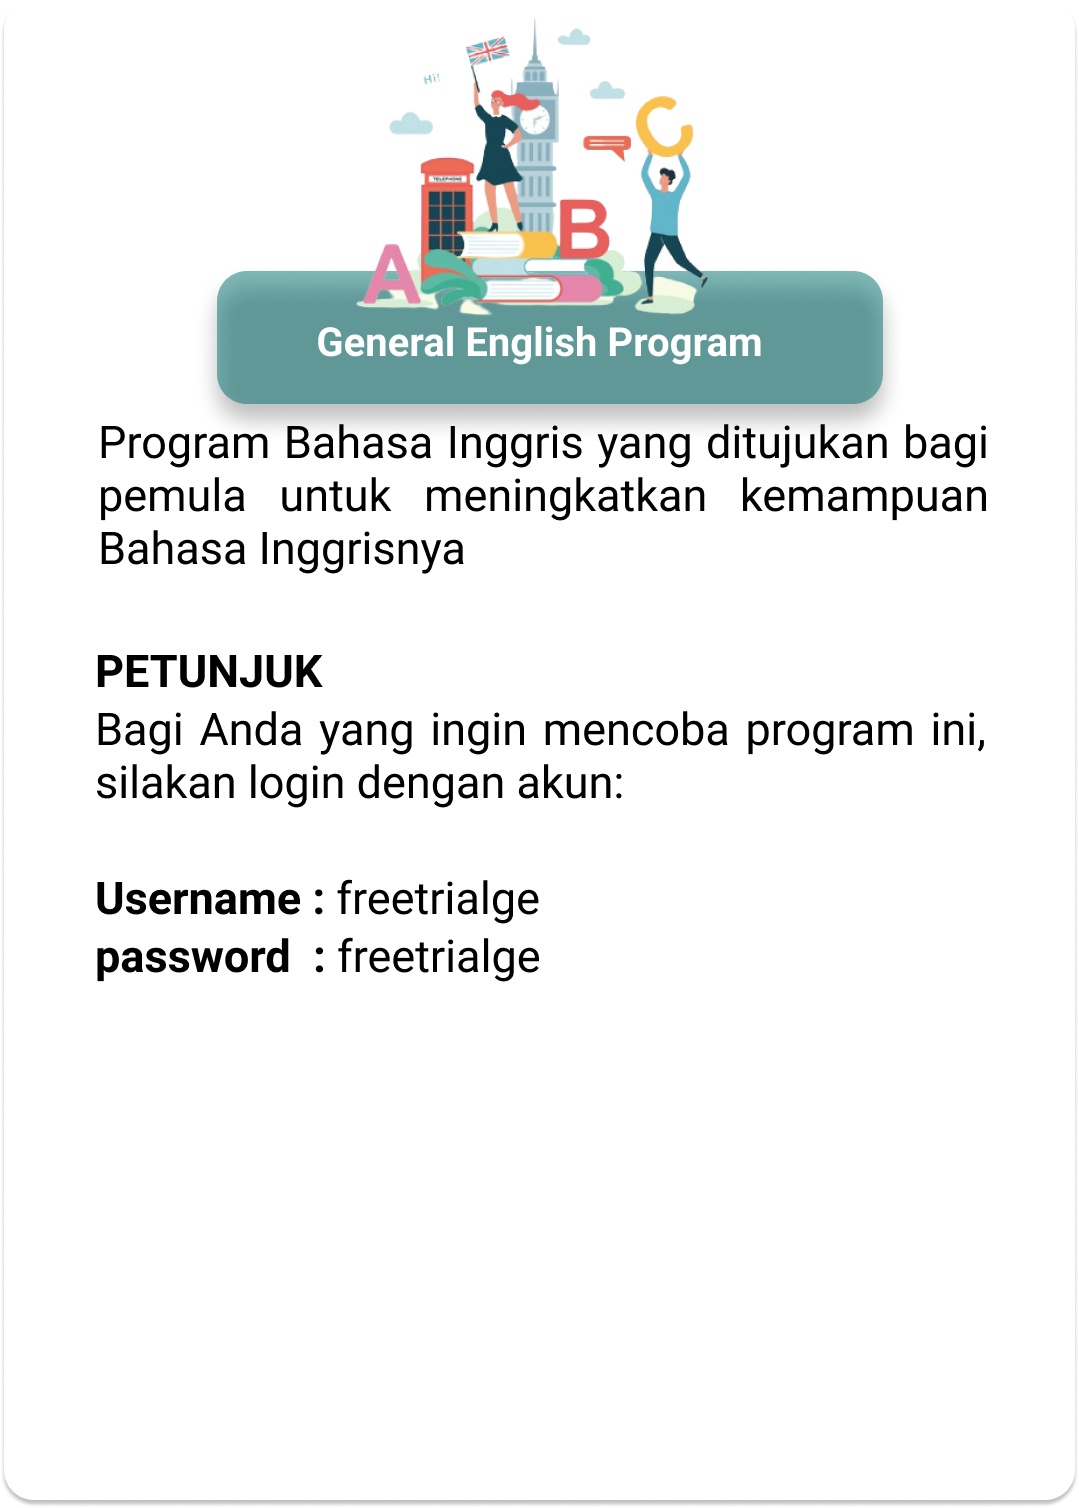 Hi!
TELEPHONE
C
B
A
General English Program
Program Bahasa Inggris yang ditujukan bagi
pemula untuk meningkatkan kemampuan
Bahasa Inggrisnya
PETUNJUK
Bagi Anda yang ingin mencoba program ini,
silakan login dengan akun:
Username : freetrialge
password : freetrialge